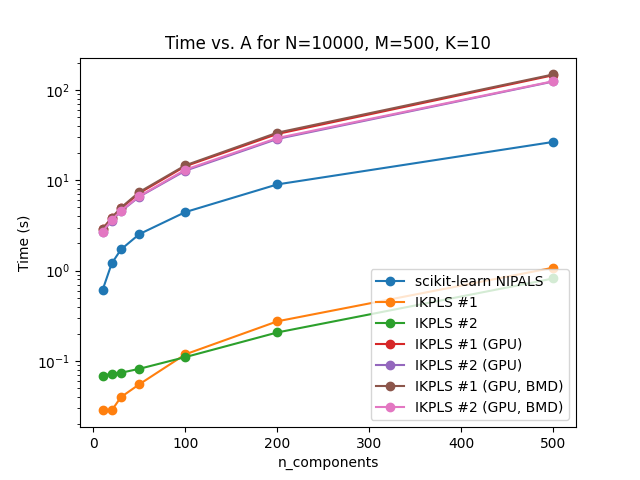 Time vs. A for N=10000, M=500, K=10
Time (s)
10²
10¹
10⁰
10⁻¹
scikit-learn NIPALS
IKPLS #1
IKPLS #2
IKPLS #1 (GPU)
IKPLS #2 (GPU)
IKPLS #1 (GPU, BMD)
IKPLS #2 (GPU, BMD)
0 100 200 300 400 500
n_components